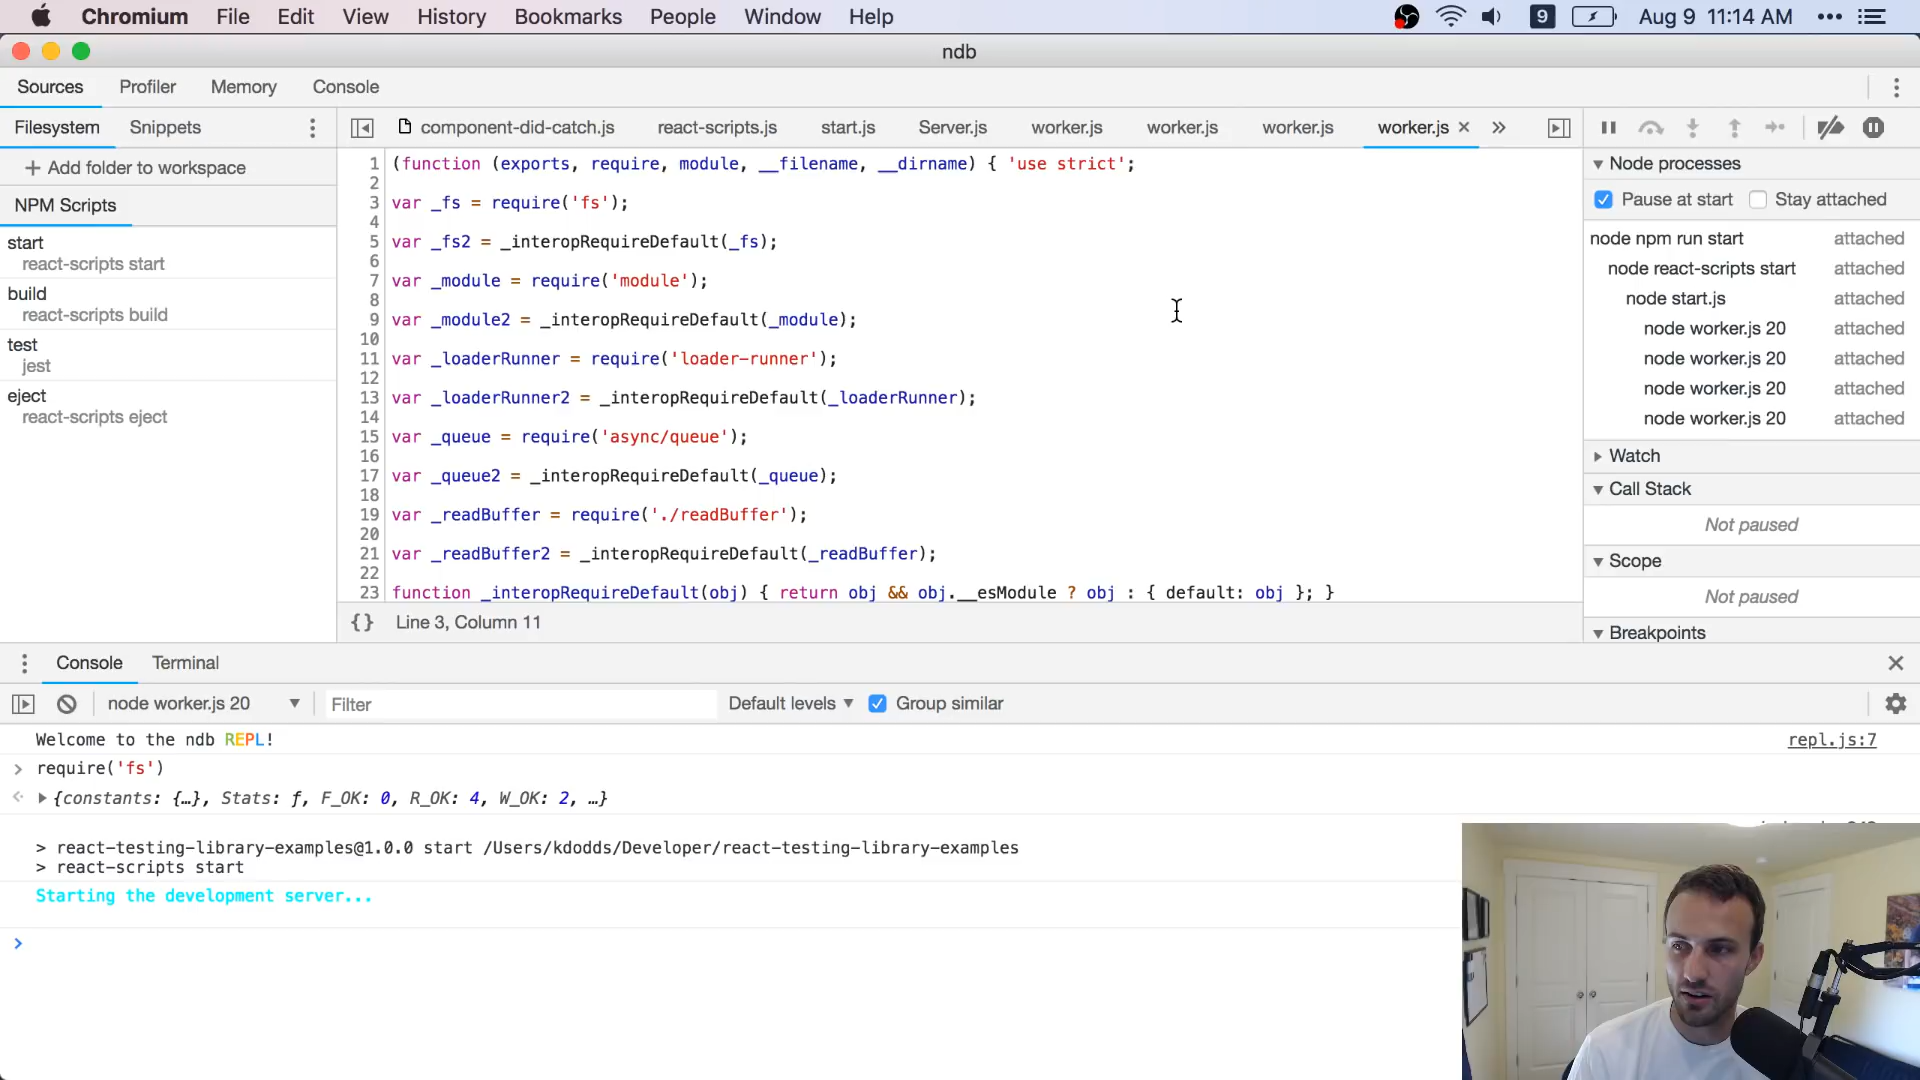 Chromium File Edit View History Bookmarks People Window Help 9 Aug 9 11:14 AM
ndb
Sources Profiler Memory Console
Filesystem Snippets
component-did-catch.js react-scripts.js start.js Server.js worker.js worker.js worker.js worker.js
+ Add folder to workspace
NPM Scripts
start
react-scripts start
build
react-scripts build
test
jest
eject
react-scripts eject
1 (function (exports, require, module, __filename, __dirname) { 'use strict';
2
3 var _fs = require('fs');
4
5 var _fs2 = _interopRequireDefault(_fs);
6
7 var _module = require('module');
8
9 var _module2 = _interopRequireDefault(_module);
10
11 var _loaderRunner = require('loader-runner');
12
13 var _loaderRunner2 = _interopRequireDefault(_loaderRunner);
14
15 var _queue = require('async/queue');
16
17 var _queue2 = _interopRequireDefault(_queue);
18
19 var _readBuffer = require('./readBuffer');
20
21 var _readBuffer2 = _interopRequireDefault(_readBuffer);
22
23 function _interopRequireDefault(obj) { return obj && obj.__esModule ? obj : { default: obj }; }
{} Line 3, Column 11
Node processes
Pause at start Stay attached
node npm run start attached
node react-scripts start attached
node start.js attached
node worker.js 20 attached
node worker.js 20 attached
node worker.js 20 attached
node worker.js 20 attached
Watch
Call Stack
Not paused
Scope
Not paused
Breakpoints
Console Terminal
node worker.js 20 Filter Default levels Group similar
Welcome to the ndb REPL! repl.js:7
> require('fs')
{constants: {…}, Stats: ƒ, F_OK: 0, R_OK: 4, W_OK: 2, …}
> react-testing-library-examples@1.0.0 start /Users/kdodds/Developer/react-testing-library-examples
> react-scripts start
Starting the development server...
>